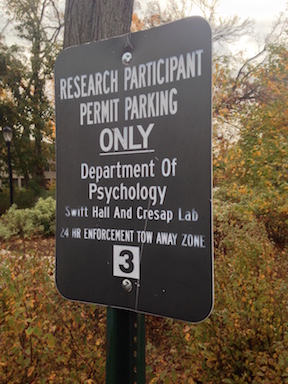 RESEARCH PARTICIPANT
PERMIT PARKING
ONLY
Department Of
Psychology
Swift Hall And Cresap Lab
24 HR ENFORCEMENT TOW AWAY ZONE
3